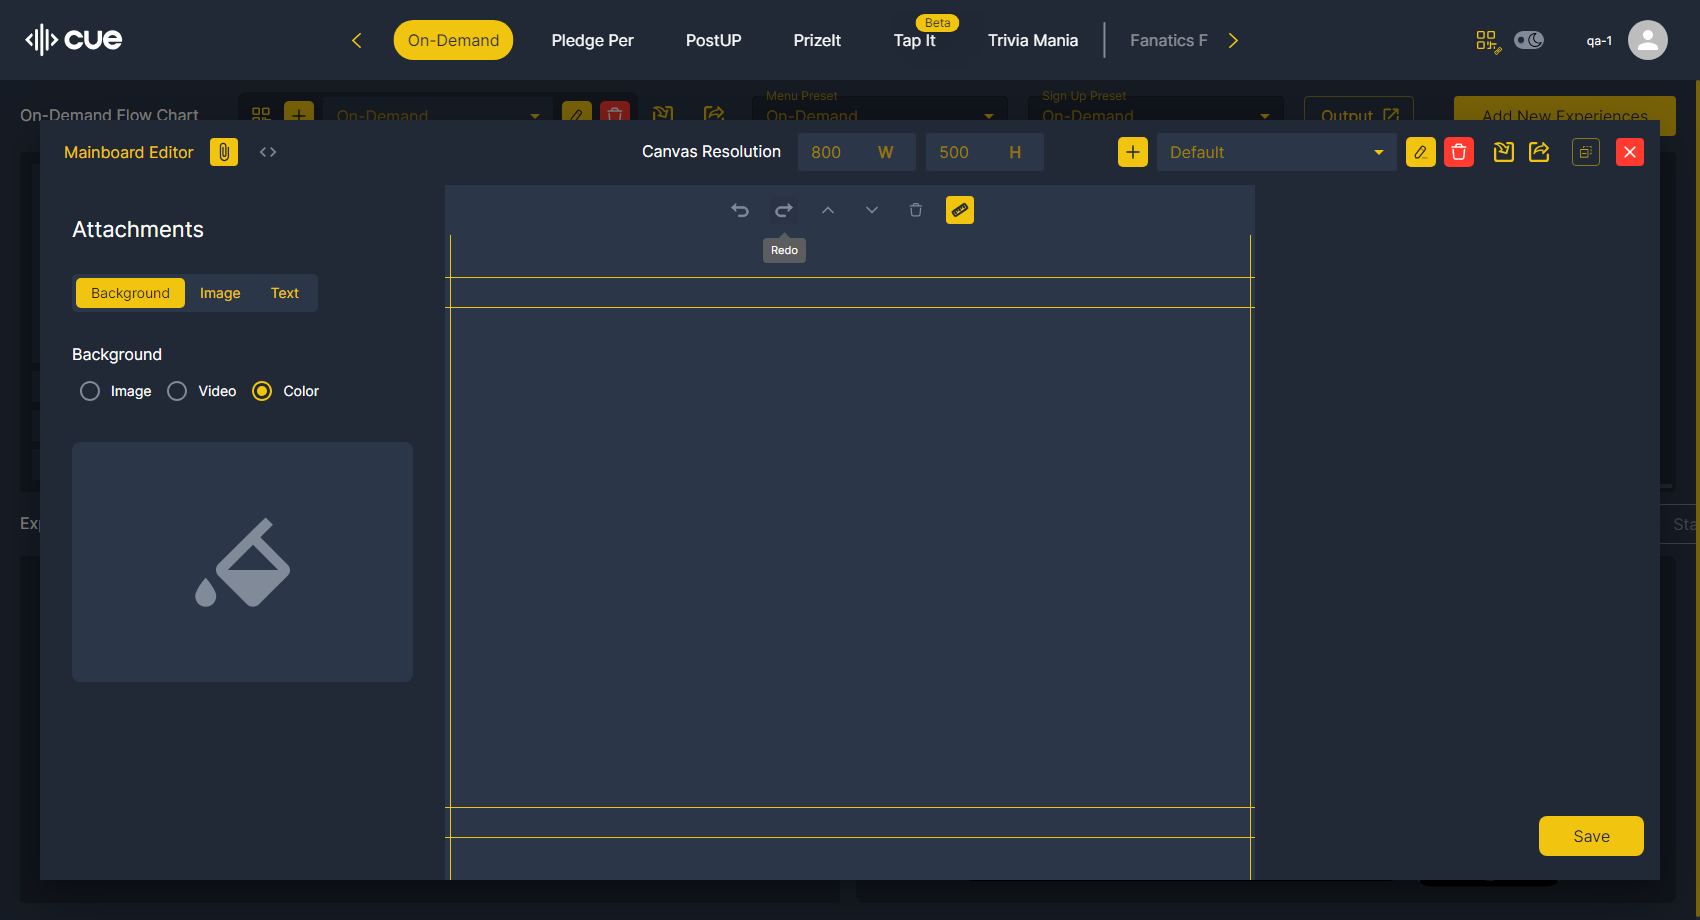 cue
On-Demand
Pledge Per
PostUP
PrizeIt
Beta
Tap It
Trivia Mania
Fanatics F
qa-1
On-Demand Flow Chart
On-Demand
Menu Preset
On-Demand
Sign Up Preset
On-Demand
Output
Add New Experiences
Mainboard Editor
Canvas Resolution
800 W
500 H
Default
Attachments
Redo
Background
Image
Text
Background
Image
Video
Color
Exp
Sta
Save